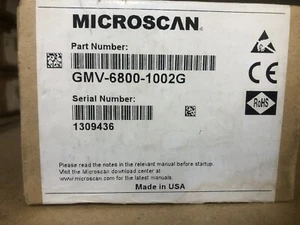 MICROSCAN
Part Number:
GMV-6800-1002G
Serial Number:
1309436
CE
RoHS
Please read the notes in the relevant manual before startup.
Visit the Microscan download center at
www.microscan.com for the latest manuals.
Made in USA